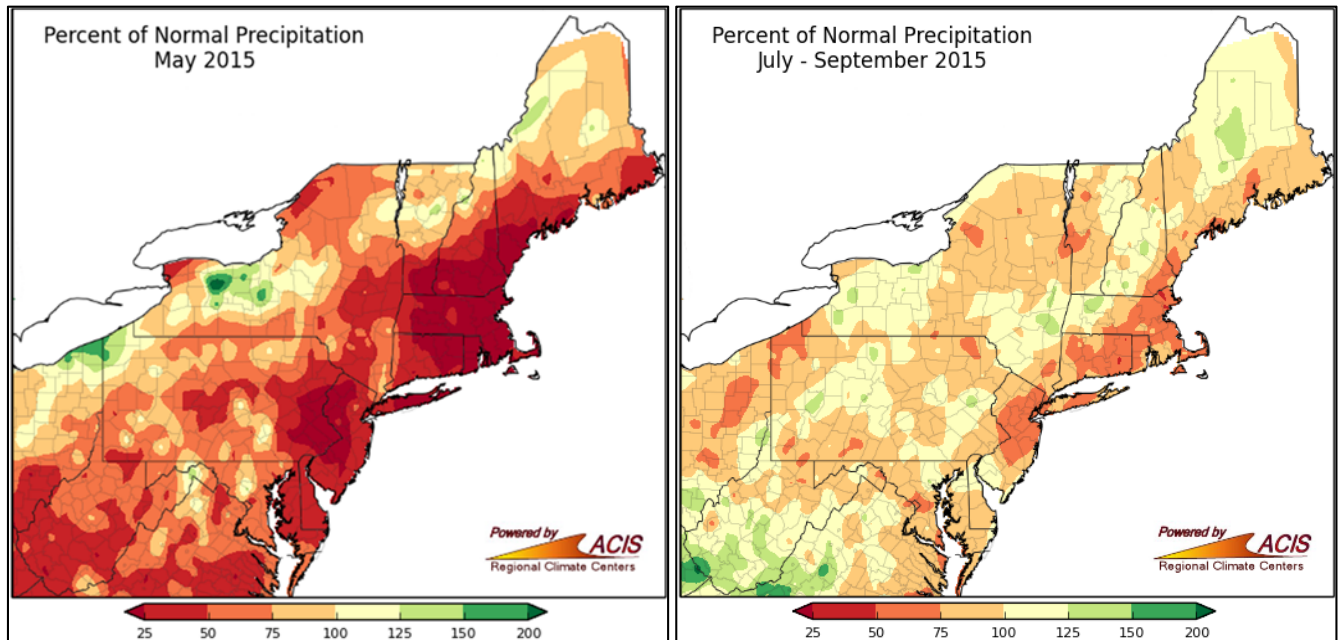 Percent of Normal Precipitation
May 2015
Powered by
ACIS
Regional Climate Centers
25 50 75 100 125 150 200
Percent of Normal Precipitation
July - September 2015
Powered by
ACIS
Regional Climate Centers
25 50 75 100 125 150 200